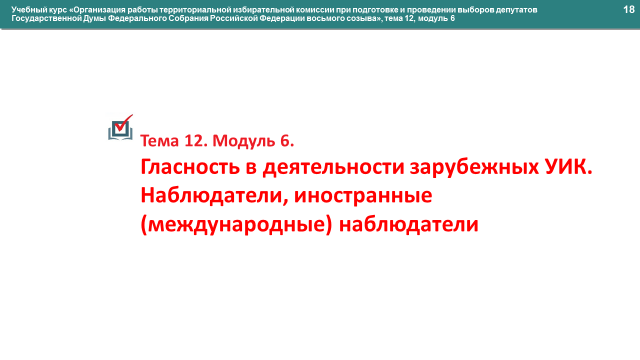 Учебный курс «Организация работы территориальной избирательной комиссии при подготовке и проведении выборов депутатов
Государственной Думы Федерального Собрания Российской Федерации восьмого созыва», тема 12, модуль 6
18
Тема 12. Модуль 6.
Гласность в деятельности зарубежных УИК.
Наблюдатели, иностранные
(международные) наблюдатели